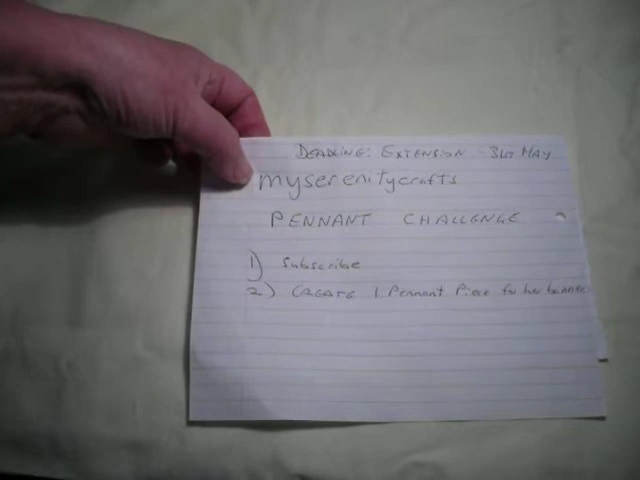 DEADLINE: EXTENSION - 31st MAY
myserenitycrafts
PENNANT CHALLENGE
1) Subscribe
2) CREATE 1 Pennant Piece for her banner